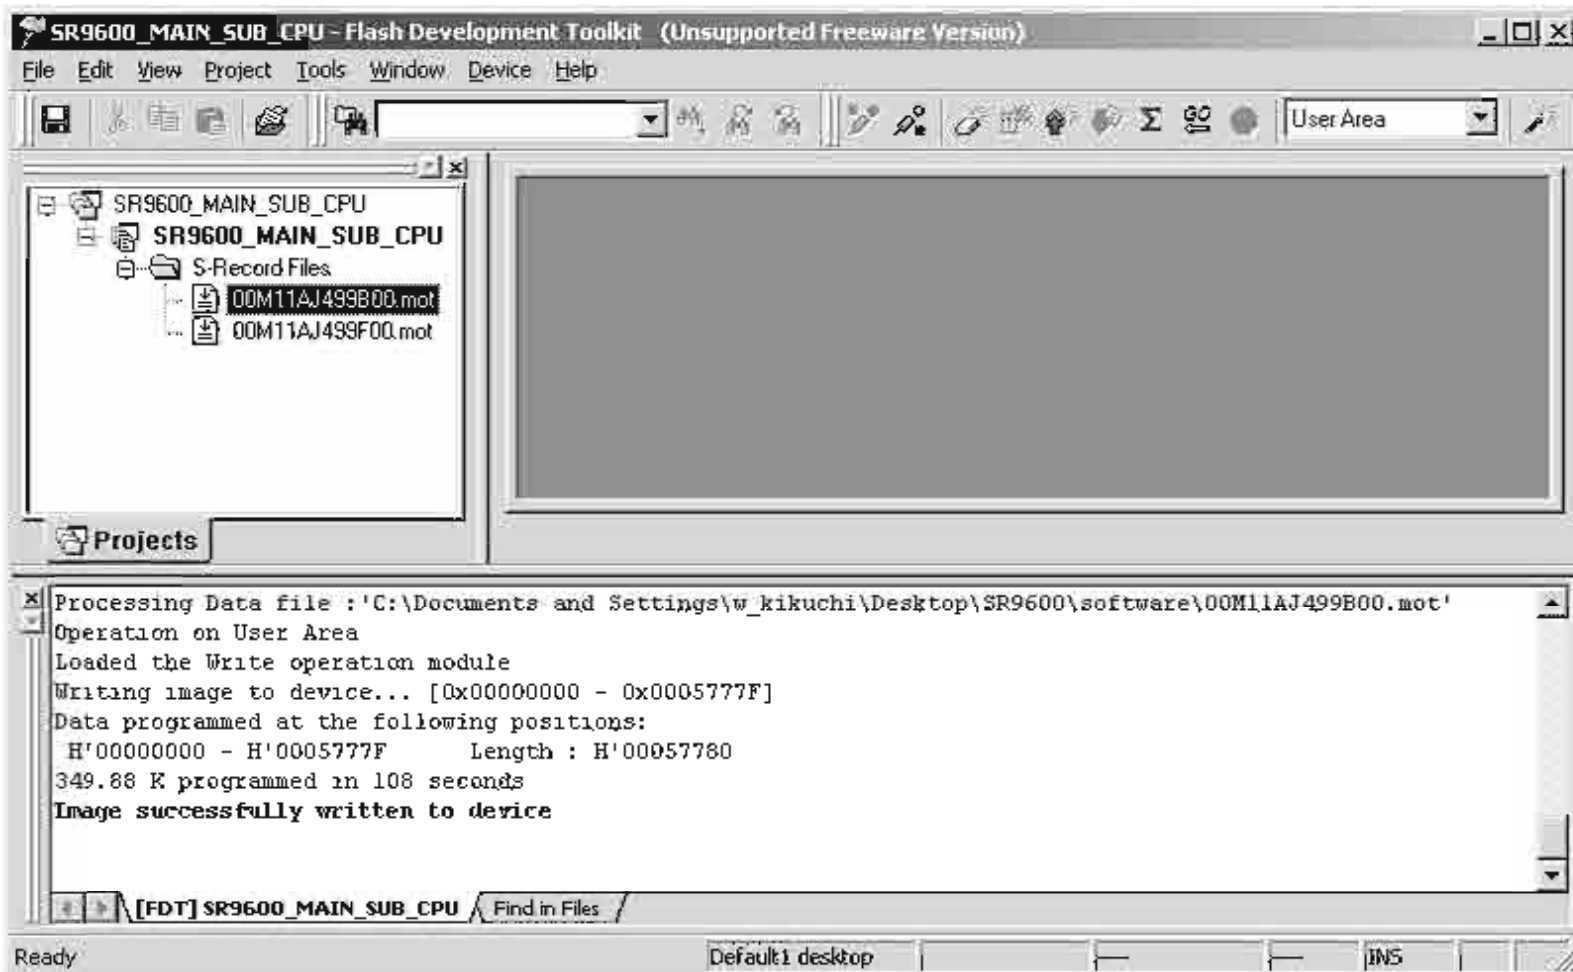 SR9600_MAIN_SUB_CPU - Flash Development Toolkit (Unsupported Freeware Version)
File Edit View Project Tools Window Device Help
GO
User Area
SR9600_MAIN_SUB_CPU
SR9600_MAIN_SUB_CPU
S-Record Files
00M11AJ499B00.mot
00M11AJ499F00.mot
Projects
Processing Data file :'C:\Documents and Settings\w_kikuchi\Desktop\SR9600\software\00M11AJ499B00.mot'
Operation on User Area
Loaded the Write operation module
Writing image to device... [0x00000000 - 0x0005777F]
Data programmed at the following positions:
H'00000000 - H'0005777F Length : H'00057780
349.88 K programmed in 108 seconds
Image successfully written to device
[FDT] SR9600_MAIN_SUB_CPU Find in Files
Ready Default1 desktop INS